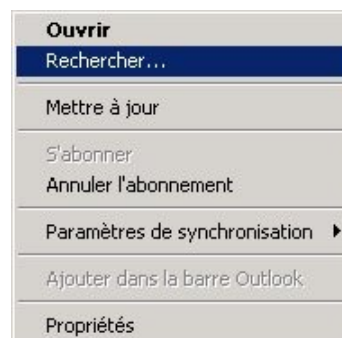 Ouvrir
Rechercher...
Mettre à jour
S'abonner
Annuler l'abonnement
Paramètres de synchronisation
Ajouter dans la barre Outlook
Propriétés